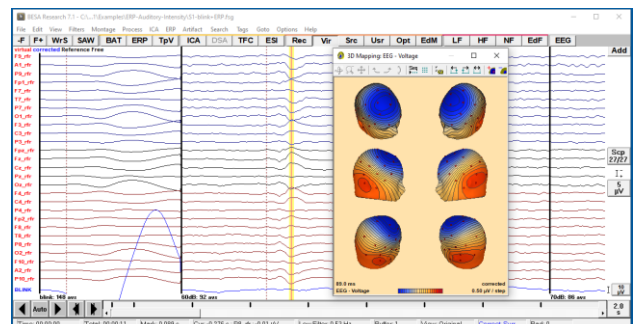 BESA Research 7.1 - C:\...?\Examples\ERP-Auditory-Intensity\S1-blink+ERP.fsg
File Edit View Filters Montage Process ICA ERP Artifact Search Tags Goto Options Help
-F F+ WrS SAW BAT ERP TpV ICA DSA TFC ESI Rec Vir Src Usr Opt EdM LF HF NF EdF EEG
virtual corrected Reference Free
Add
F9_rfr
A1_rfr
P9_rfr
Fp1_rfr
F7_rfr
T7_rfr
P7_rfr
O1_rfr
F3_rfr
C3_rfr
P3_rfr
Fpz_rfr
Fz_rfr
Cz_rfr
Pz_rfr
Oz_rfr
F4_rfr
C4_rfr
P4_rfr
Fp2_rfr
F8_rfr
T8_rfr
P8_rfr
O2_rfr
F10_rfr
A2_rfr
P10_rfr
BLINK
3D Mapping: EEG - Voltage
89.0 ms
corrected
EEG - Voltage
0.50 µV / step
Scp
27/27
5
µV
10
µV
blink: 148 avs
60dB: 92 avs
70dB: 86 avs
Auto
2.0
s